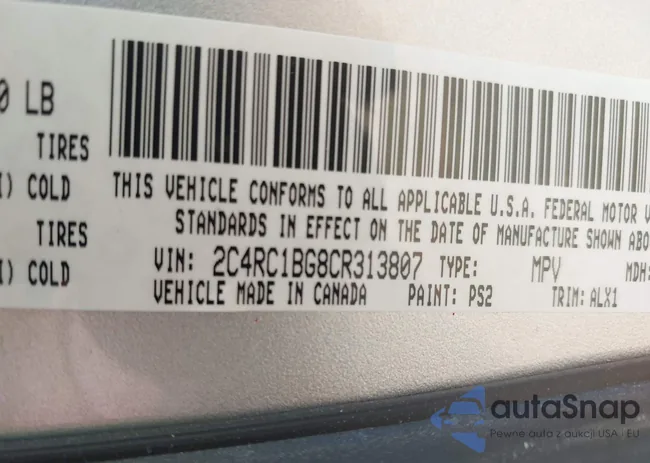 0 LB
TIRES
I) COLD
THIS VEHICLE CONFORMS TO ALL APPLICABLE U.S.A. FEDERAL MOTOR V
STANDARDS IN EFFECT ON THE DATE OF MANUFACTURE SHOWN ABO
TIRES
VIN: 2C4RC1BG8CR313807 TYPE: MPV MDH:
I) COLD
VEHICLE MADE IN CANADA PAINT: PS2 TRIM: ALX1
autaSnap
Pewne auta z aukcji USA i EU